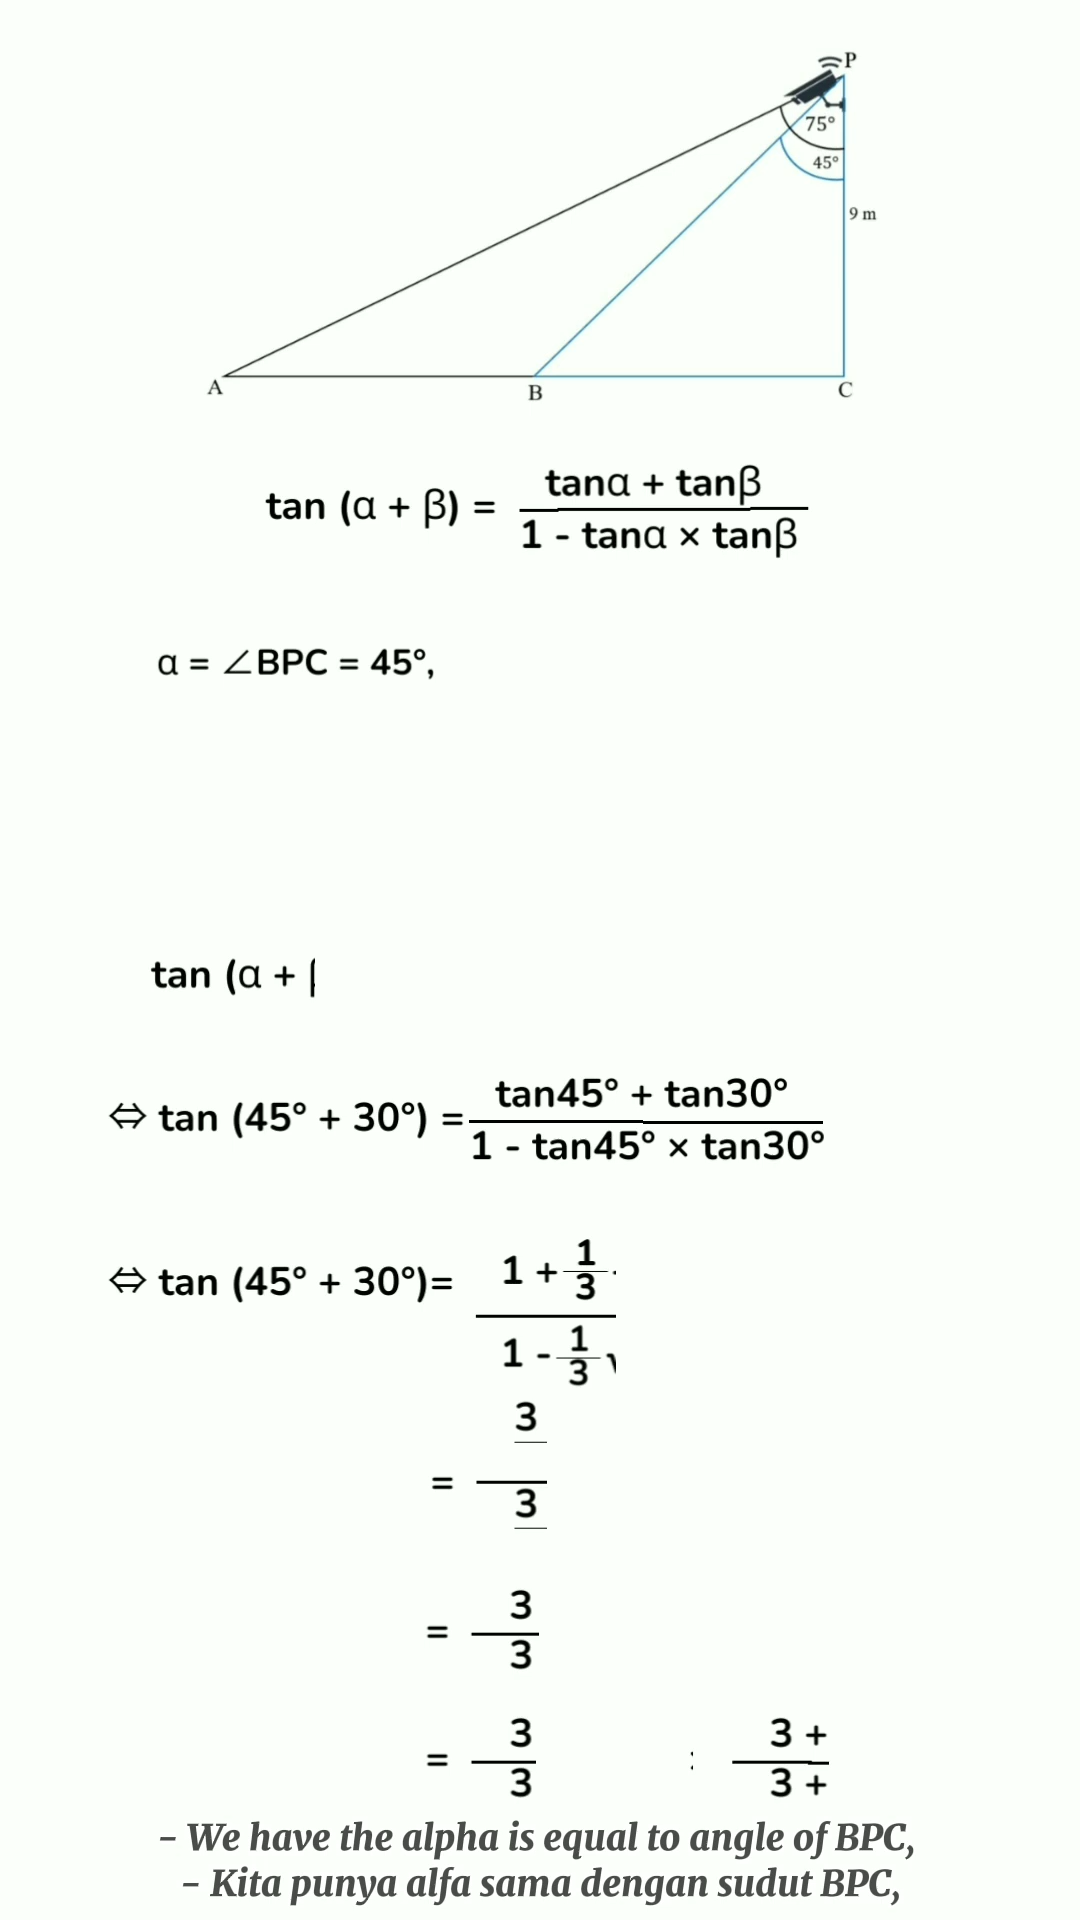 P
75°
45°
9 m
A
B
C
tan (α + β) = tanα + tanβ
1 - tanα × tanβ
α = ∠BPC = 45°,
tan (α +
⇔ tan (45° + 30°) = tan45° + tan30°
1 - tan45° × tan30°
⇔ tan (45° + 30°)= 1 + 1
3
1 - 1
3
3
=
3
3
=
3
3
=
3
:
3 +
3 +
- We have the alpha is equal to angle of BPC,
- Kita punya alfa sama dengan sudut BPC,